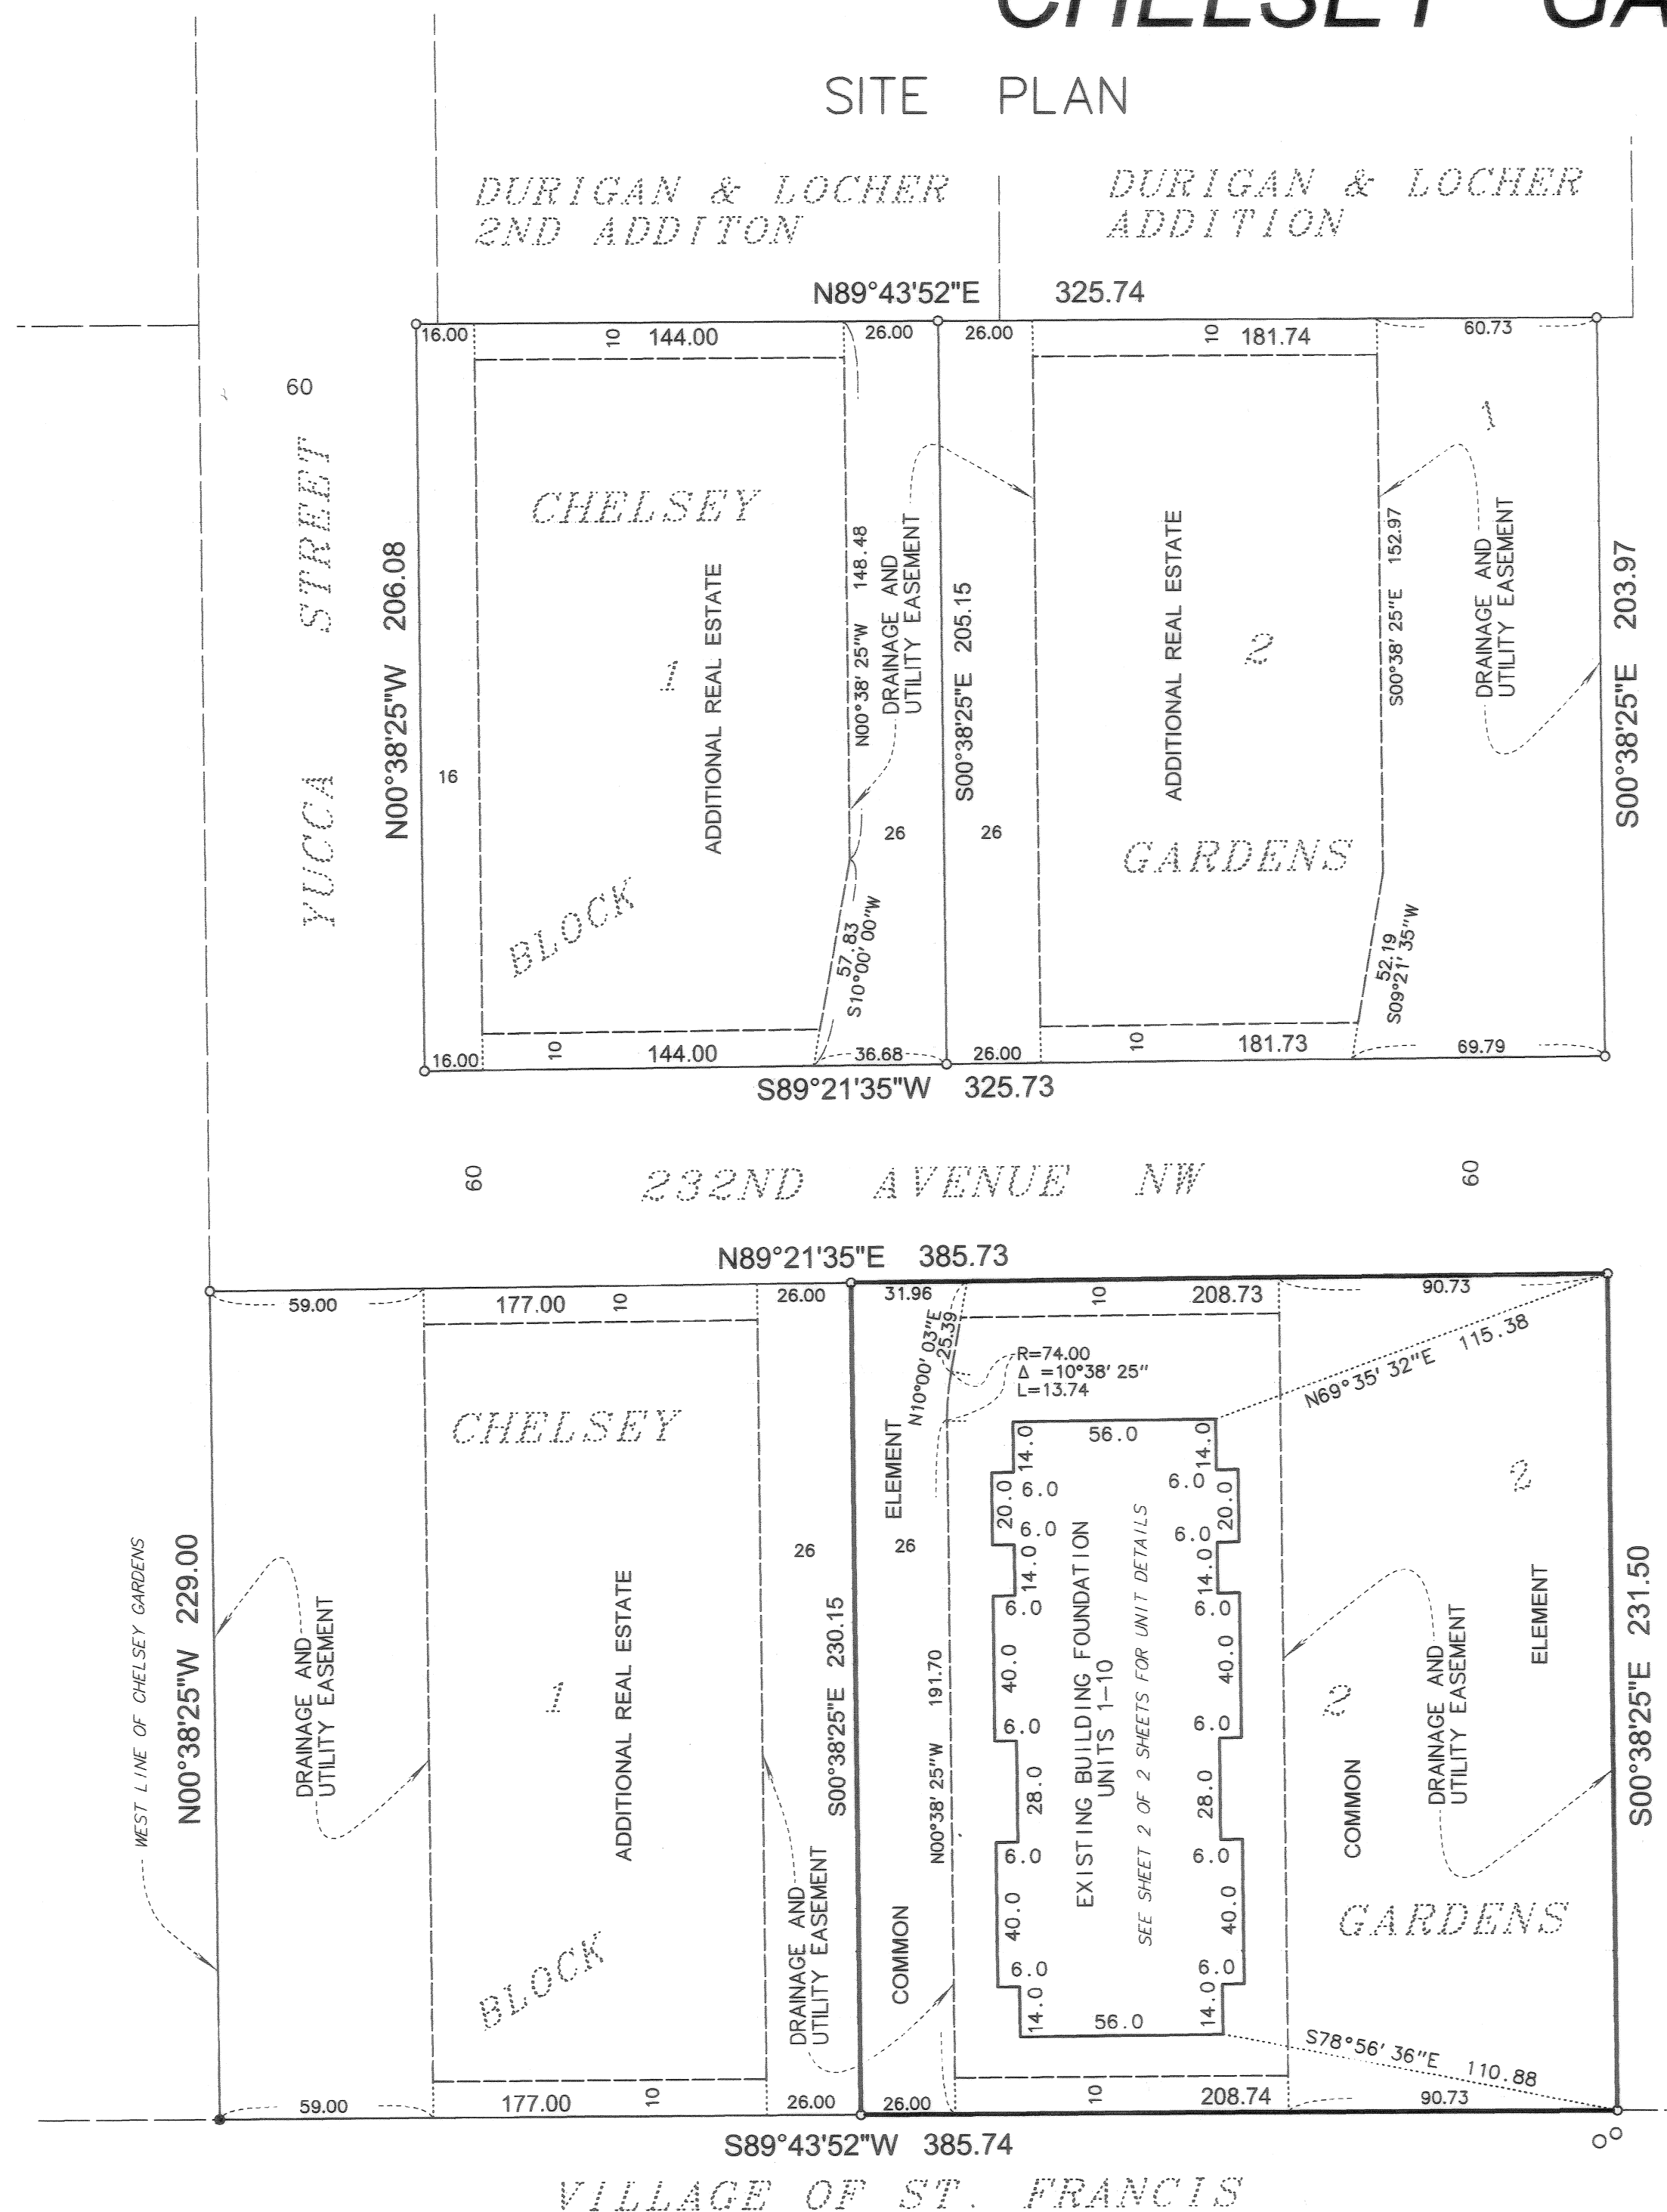 CHELSEY GA
SITE PLAN
DURIGAN & LOCHER
2ND ADDITON
DURIGAN & LOCHER
ADDITION
N89°43'52"E 325.74
16.00
10
144.00
26.00
26.00
10
181.74
60.73
60
YUCCA STREET
N00°38'25"W 206.08
16
CHELSEY
1
ADDITIONAL REAL ESTATE
BLOCK
N00°38'25"W 148.48
DRAINAGE AND
UTILITY EASEMENT
57.83
S10°00'00"W
26
S00°38'25"E 205.15
26
ADDITIONAL REAL ESTATE
2
GARDENS
S00°38'25"E 152.97
52.19
S09°21'35"W
1
DRAINAGE AND
UTILITY EASEMENT
S00°38'25"E 203.97
16.00
10
144.00
36.68
26.00
10
181.73
69.79
S89°21'35"W 325.73
60
232ND AVENUE NW
60
N89°21'35"E 385.73
59.00
177.00
10
26.00
31.96
10
208.73
90.73
WEST LINE OF CHELSEY GARDENS
N00°38'25"W 229.00
DRAINAGE AND
UTILITY EASEMENT
CHELSEY
1
ADDITIONAL REAL ESTATE
BLOCK
26
DRAINAGE AND
UTILITY EASEMENT
S00°38'25"E 230.15
N10°00'03"E
25.39
R=74.00
Δ =10°38'25"
L=13.74
ELEMENT
26
COMMON
N00°38'25"W 191.70
N69°35'32"E 115.38
14.0
56.0
14.0
20.0
6.0
6.0
20.0
6.0
6.0
14.0
14.0
6.0
6.0
40.0
40.0
6.0
6.0
28.0
28.0
6.0
6.0
40.0
40.0
6.0
6.0
14.0
56.0
14.0
EXISTING BUILDING FOUNDATION
UNITS 1-10
SEE SHEET 2 OF 2 SHEETS FOR UNIT DETAILS
2
2
ELEMENT
COMMON
DRAINAGE AND
UTILITY EASEMENT
GARDENS
S00°38'25"E 231.50
S78°56'36"E 110.88
59.00
177.00
10
26.00
26.00
10
208.74
90.73
S89°43'52"W 385.74
VILLAGE OF ST. FRANCIS